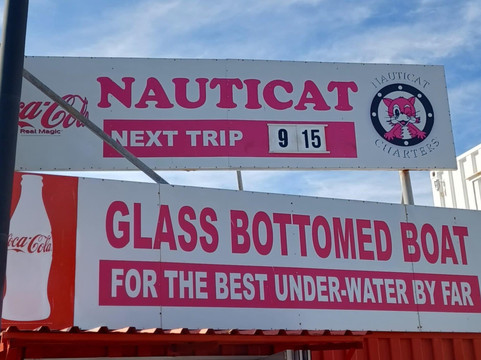 NAUTICAT
Coca-Cola
Real Magic
NEXT TRIP 9 15
NAUTICAT
CHARTERS
GLASS BOTTOMED BOAT
Coca-Cola
FOR THE BEST UNDER-WATER BY FAR